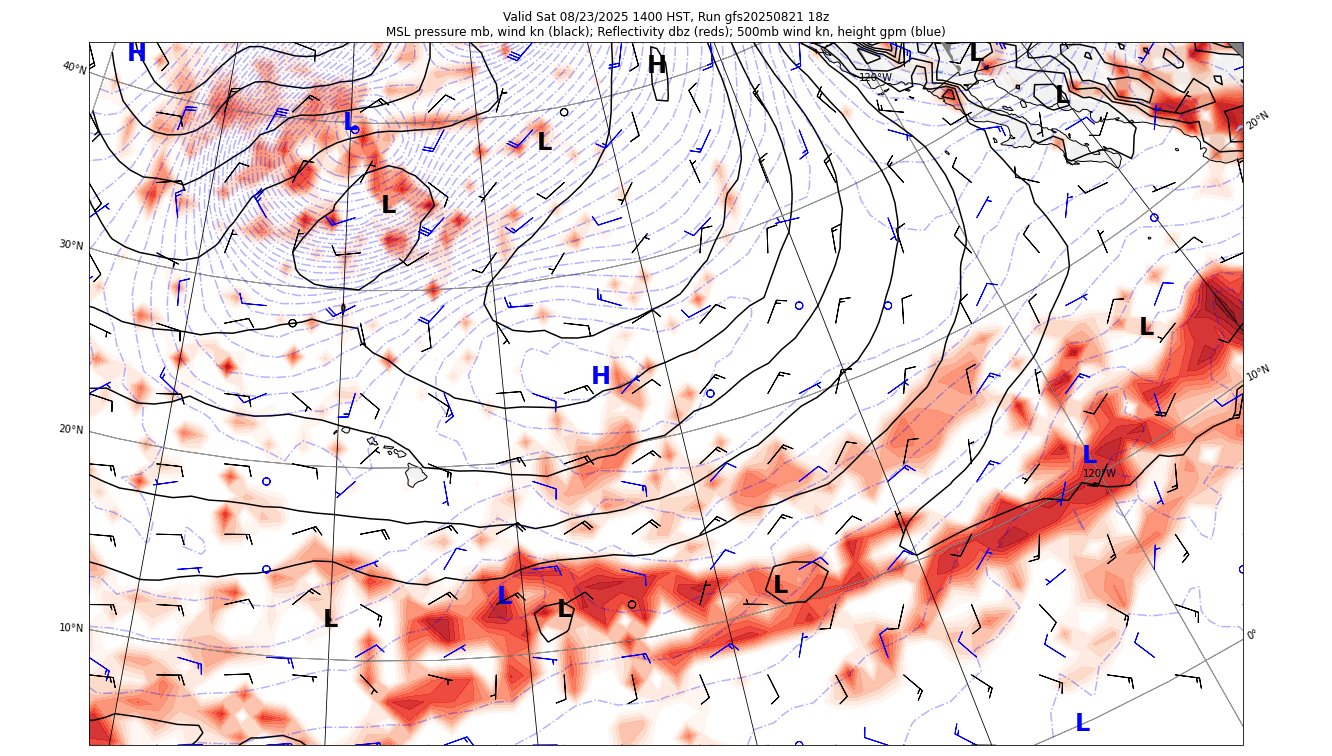 Valid Sat 08/23/2025 1400 HST, Run gfs20250821 18z
MSL pressure mb, wind kn (black); Reflectivity dbz (reds); 500mb wind kn, height gpm (blue)
H
H
L
40°N
120°W
L
20°N
L
L
L
30°N
L
H
10°N
20°N
L
120°W
L
L
L
L
10°N
0°
L